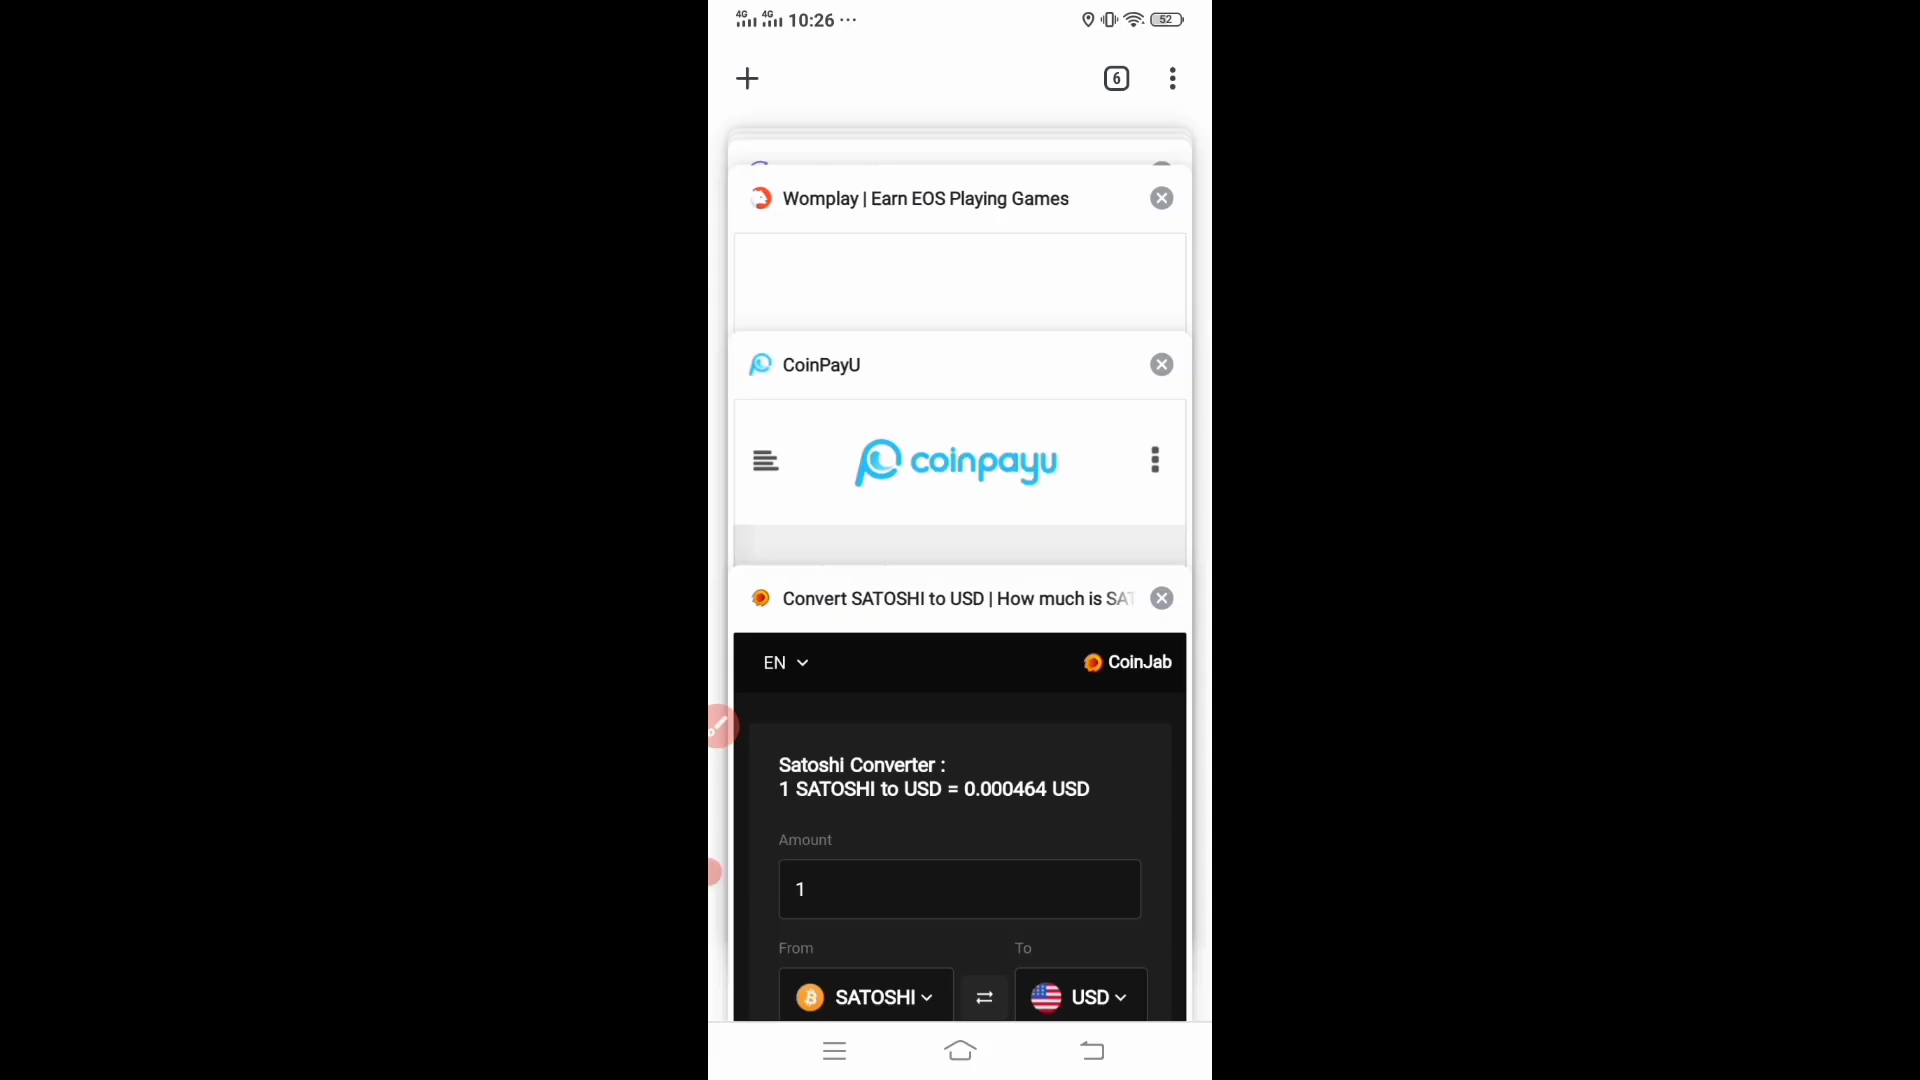 4G 4G 10:26 ··· 52
6
Womplay | Earn EOS Playing Games
CoinPayU
coinpayu
Convert SATOSHI to USD | How much is SAT
EN CoinJab
Satoshi Converter :
1 SATOSHI to USD = 0.000464 USD
Amount
1
From To
SATOSHI USD